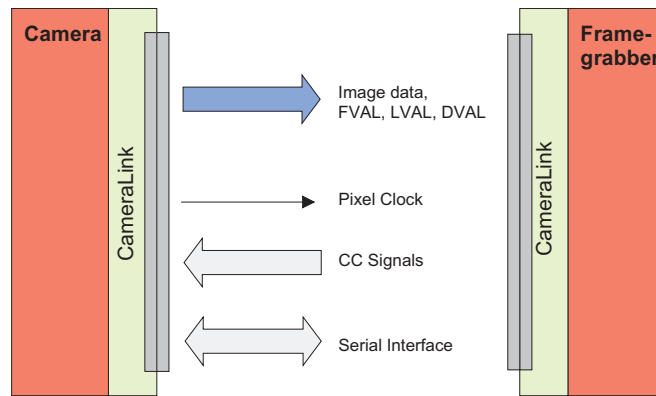 Camera
Frame-
grabber
CameraLink
Image data,
FVAL, LVAL, DVAL
Pixel Clock
CC Signals
Serial Interface
CameraLink